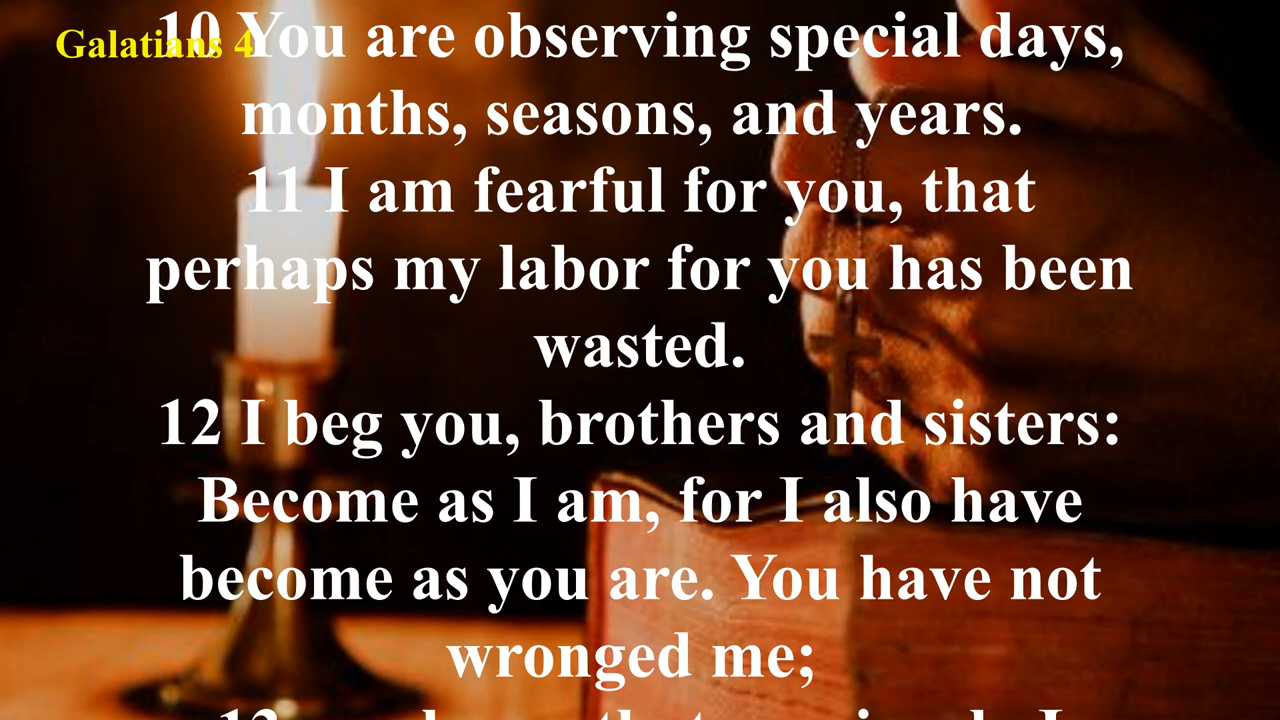 Galatians 4
10 You are observing special days,
months, seasons, and years.
11 I am fearful for you, that
perhaps my labor for you has been
wasted.
12 I beg you, brothers and sisters:
Become as I am, for I also have
become as you are. You have not
wronged me;
13